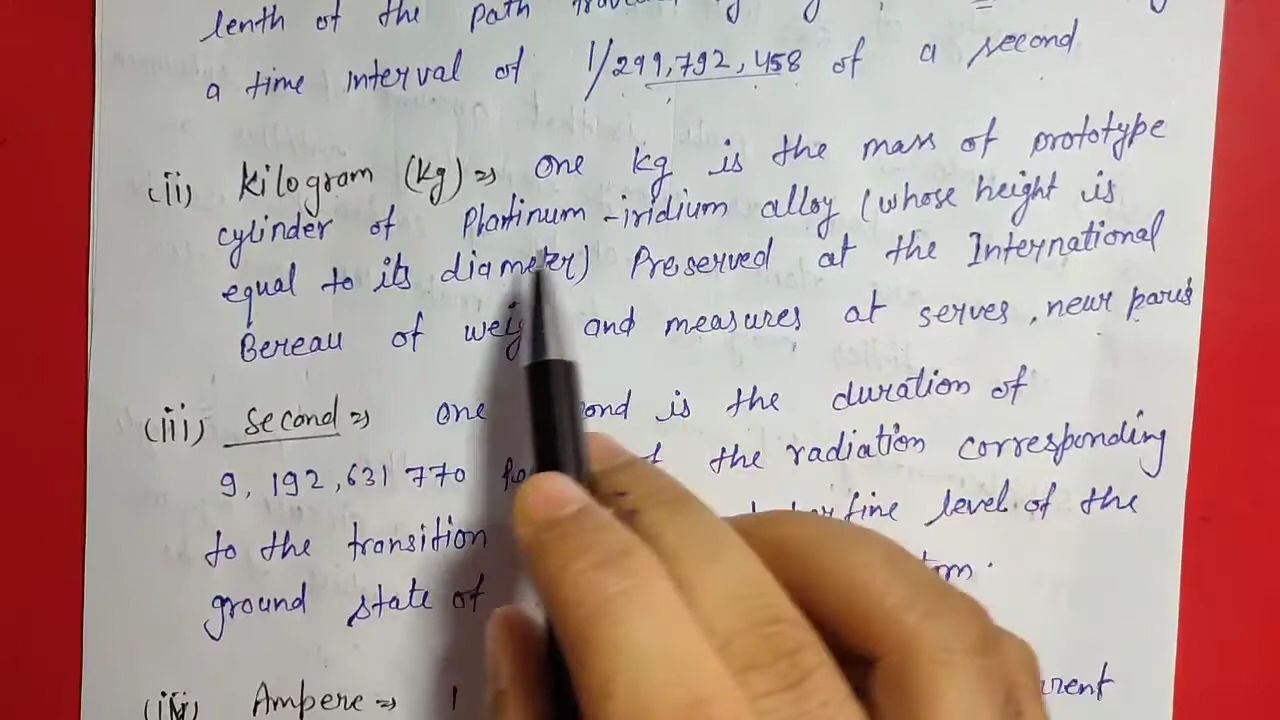 lenth of the path
a time interval of 1/299,792,458 of a second
(ii) Kilogram (kg) ⇒ one kg is the mass of prototype
cylinder of Platinum-iridium alloy (whose height is
equal to its diameter) Preserved at the International
Bereau of and measures at serves, near paris
(iii) Second ⇒ one is the duration of
9,192,631 770 the radiation corresponding
to the transition fine level of the
ground state of
(iv) Ampere ⇒ 1